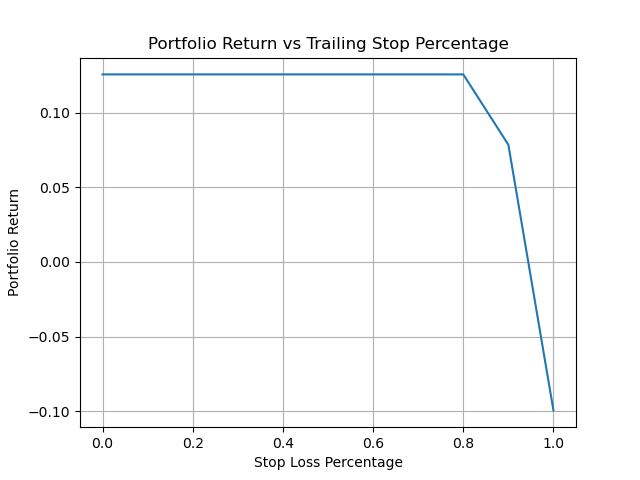 Portfolio Return vs Trailing Stop Percentage
0.10
0.05
0.00
−0.05
−0.10
Portfolio Return
0.0 0.2 0.4 0.6 0.8 1.0
Stop Loss Percentage